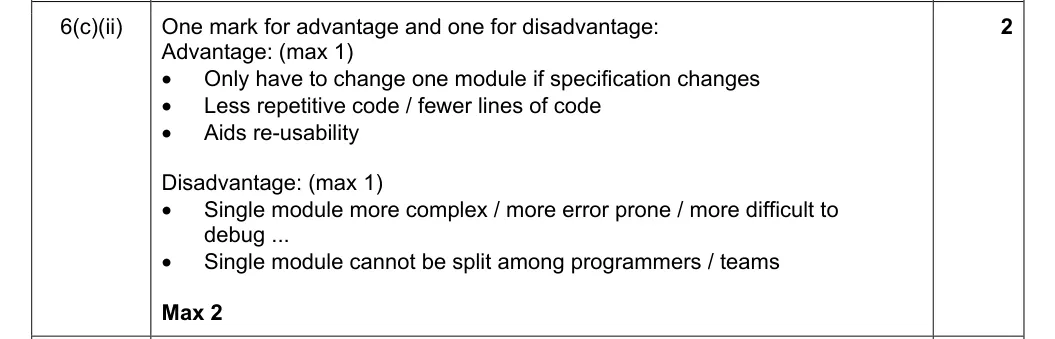 6(c)(ii) One mark for advantage and one for disadvantage: 2
Advantage: (max 1)
• Only have to change one module if specification changes
• Less repetitive code / fewer lines of code
• Aids re-usability
Disadvantage: (max 1)
• Single module more complex / more error prone / more difficult to
debug ...
• Single module cannot be split among programmers / teams
Max 2